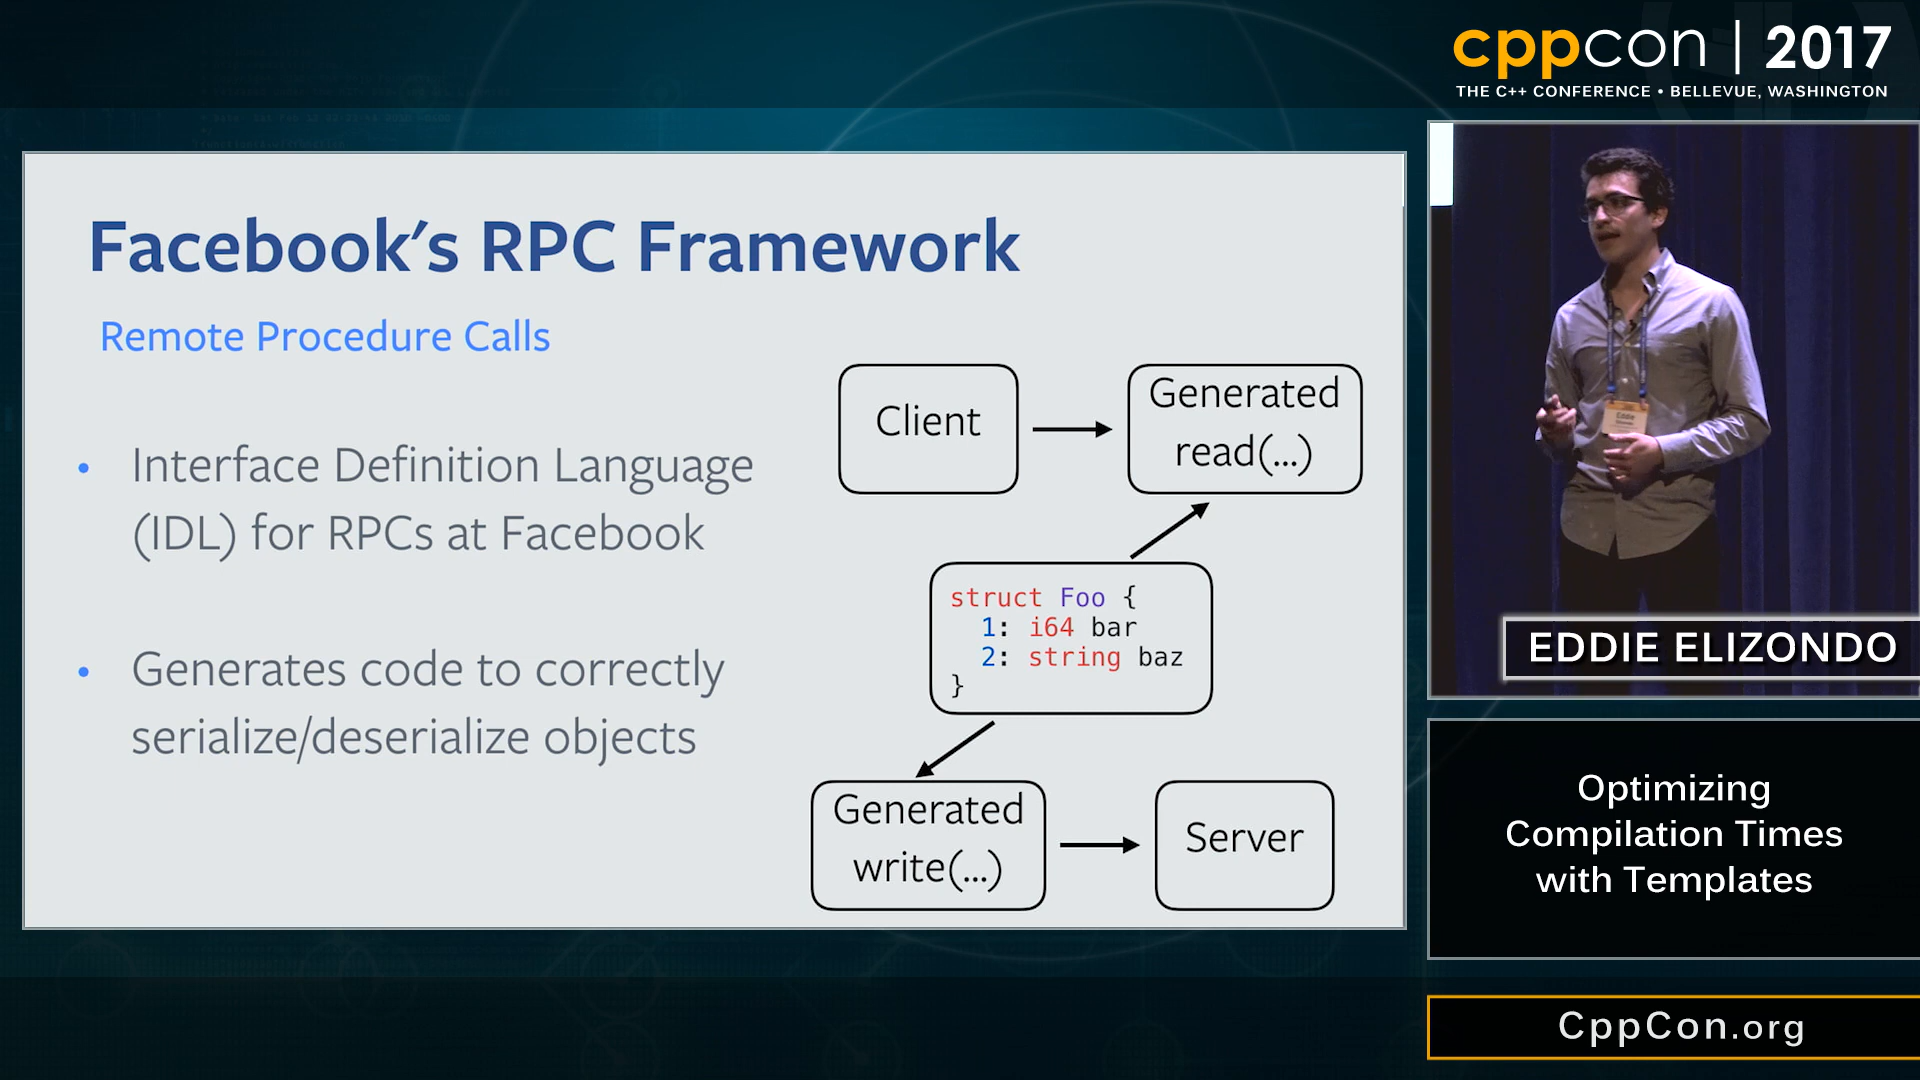 cppcon | 2017
THE C++ CONFERENCE • BELLEVUE, WASHINGTON
Facebook's RPC Framework
Remote Procedure Calls
• Interface Definition Language
(IDL) for RPCs at Facebook
• Generates code to correctly
serialize/deserialize objects
Client
Generated
read(...)
struct Foo {
1: i64 bar
2: string baz
}
Generated
write(...)
Server
Eddie
EDDIE ELIZONDO
Optimizing
Compilation Times
with Templates
CppCon.org